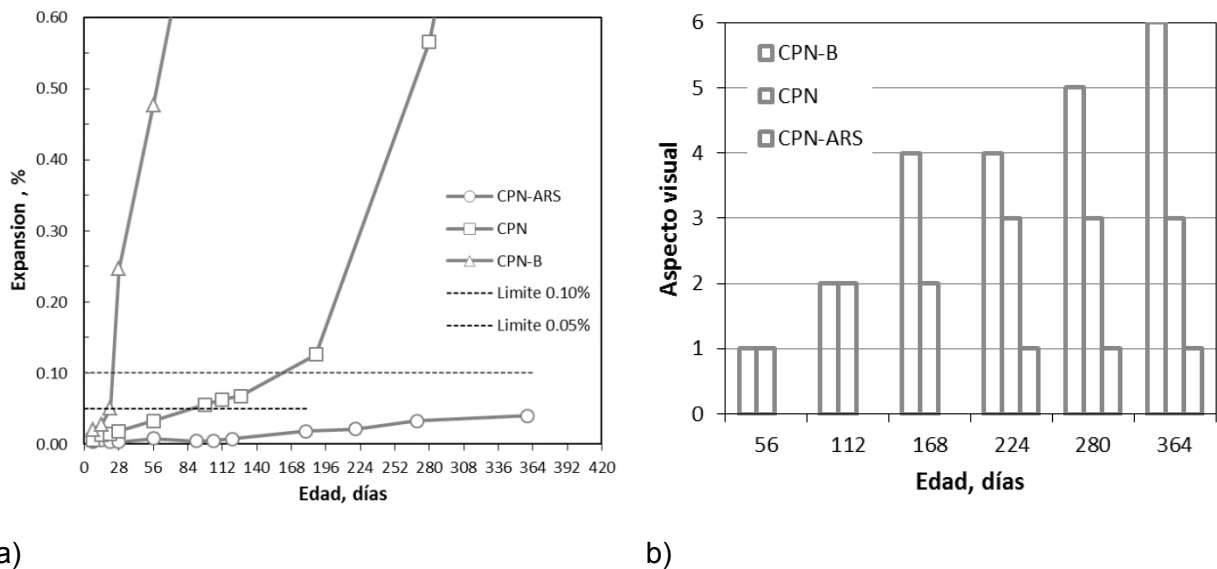 0.60
0.50
0.40
0.30
0.20
0.10
0.00
Expansion , %
CPN-ARS
CPN
CPN-B
Limite 0.10%
Limite 0.05%
0 28 56 84 112 140 168 196 224 252 280 308 336 364 392 420
Edad, días
a)
6
5
4
3
2
1
0
Aspecto visual
CPN-B
CPN
CPN-ARS
56 112 168 224 280 364
Edad, días
b)